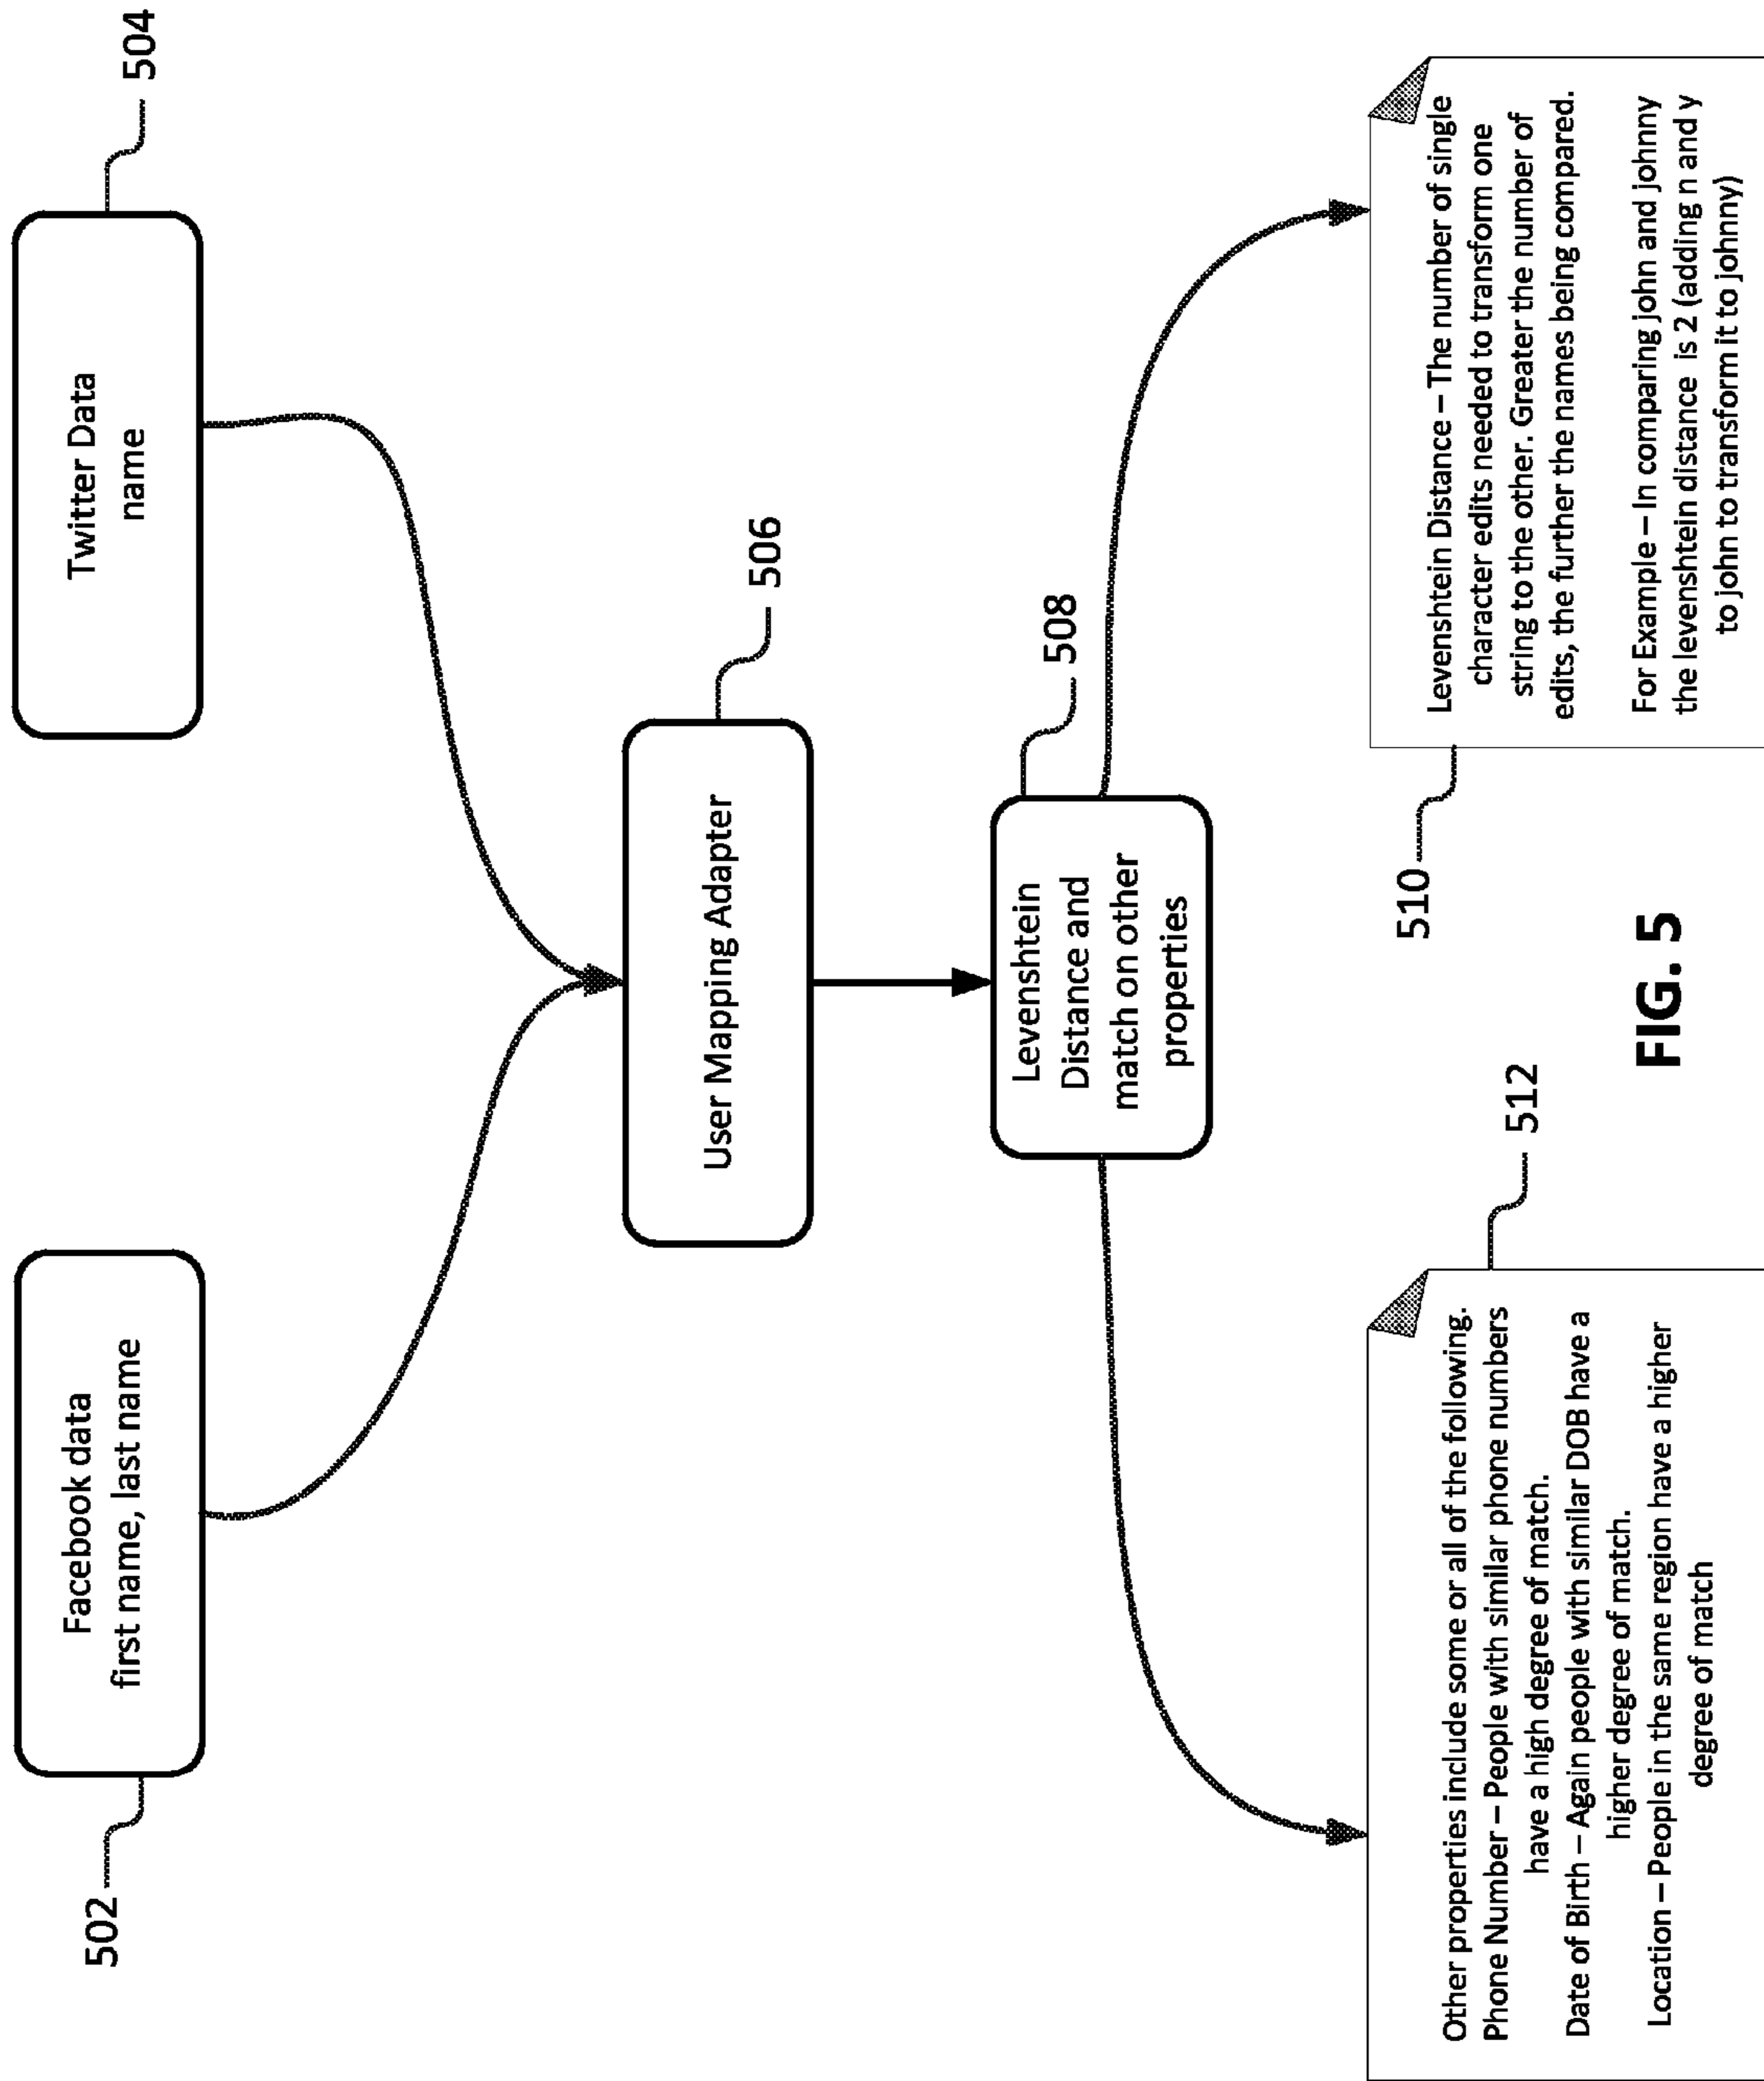 502
Facebook data
first name, last name
Twitter Data
name
504
User Mapping Adapter
506
Levenshtein
Distance and
match on other
properties
508
Other properties include some or all of the following.
Phone Number – People with similar phone numbers
have a high degree of match.
Date of Birth – Again people with similar DOB have a
higher degree of match.
Location – People in the same region have a higher
degree of match
512
510
Levenshtein Distance – The number of single
character edits needed to transform one
string to the other. Greater the number of
edits, the further the names being compared.
For Example – In comparing john and johnny
the levenshtein distance is 2 (adding n and y
to john to transform it to johnny)
FIG. 5